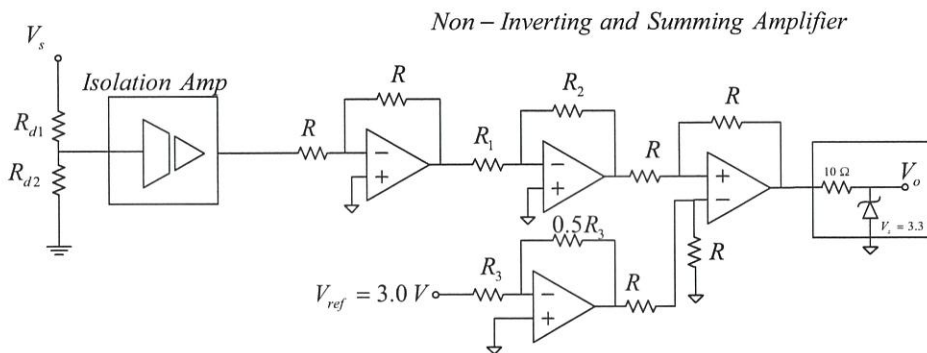 Non – Inverting and Summing Amplifier
V_s
Isolation Amp
R_d1
R_d2
R
R
R_1
R_2
R
R
10 Ω
V_o
V_z = 3.3
0.5R_3
R_3
R
R
V_ref = 3.0 V